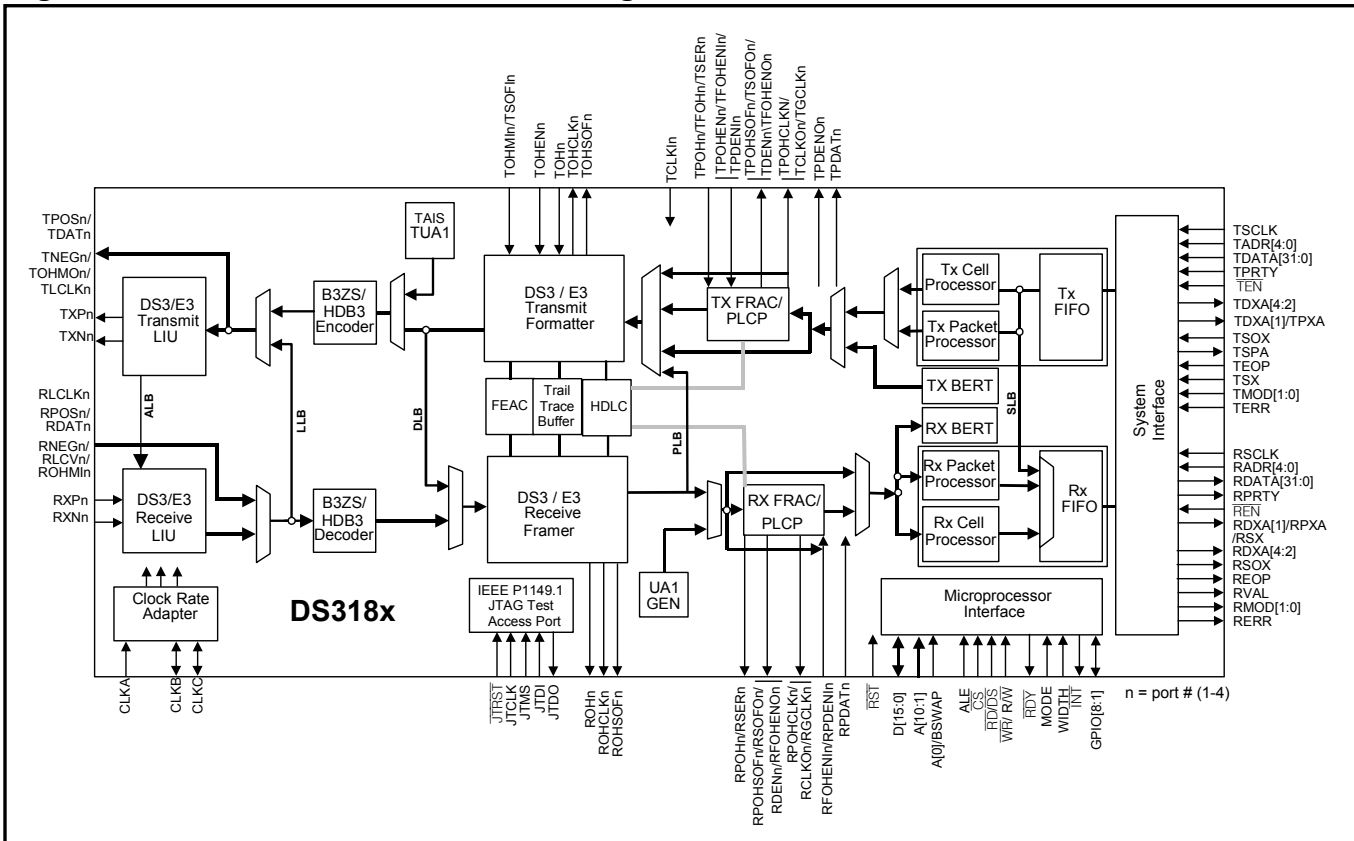 TOHMIn/TSOFIn
TOHENn
TOHn
TOHCLKn
TOHSOFn
TCLKIn
TPOHn/TFOHn/TSERn
TPOHENn/TFOHENIn/
TPDENIn
TPOHSOFn/TSOFOn/
TDENn\TFOHENOn
TPOHCLKN/
TCLKOn/TGCLKn
TPDENOn
TPDATn
TPOSn/
TDATn
TNEGn/
TOHMOn/
TLCLKn
TXPn
TXNn
RLCLKn
RPOSn/
RDATn
RNEGn/
RLCVn/
ROHMIn
RXPn
RXNn
DS3/E3
Transmit
LIU
ALB
DS3/E3
Receive
LIU
Clock Rate
Adapter
CLKA
CLKB
CLKC
LLB
B3ZS/
HDB3
Encoder
TAIS
TUA1
B3ZS/
HDB3
Decoder
DLB
DS3 / E3
Transmit
Formatter
FEAC
Trail
Trace
Buffer
HDLC
DS3 / E3
Receive
Framer
DS318x
IEEE P1149.1
JTAG Test
Access Port
JTRST
JTCLK
JTMS
JTDI
JTDO
ROHn
ROHCLKn
ROHSOFn
PLB
TX FRAC/
PLCP
RX FRAC/
PLCP
UA1
GEN
RPOHn/RSERn
RPOHSOFn/RSOFOn/
RDENn/RFOHENOn
RPOHCLKn/
RCLKOn/RGCLKn
RFOHENIn/RPDENIn
RPDATn
Tx Cell
Processor
Tx Packet
Processor
Tx
FIFO
TX BERT
RX BERT
SLB
Rx Packet
Processor
Rx Cell
Processor
Rx
FIFO
Microprocessor
Interface
System
Interface
RST
D[15:0]
A[10:1]
A[0]/BSWAP
ALE
CS
RD/DS
WR/ R/W
RDY
MODE
WIDTH
INT
GPIO[8:1]
TSCLK
TADR[4:0]
TDATA[31:0]
TPRTY
TEN
TDXA[4:2]
TDXA[1]/TPXA
TSOX
TSPA
TEOP
TSX
TMOD[1:0]
TERR
RSCLK
RADR[4:0]
RDATA[31:0]
RPRTY
REN
RDXA[1]/RPXA
/RSX
RDXA[4:2]
RSOX
REOP
RVAL
RMOD[1:0]
RERR
n = port # (1-4)